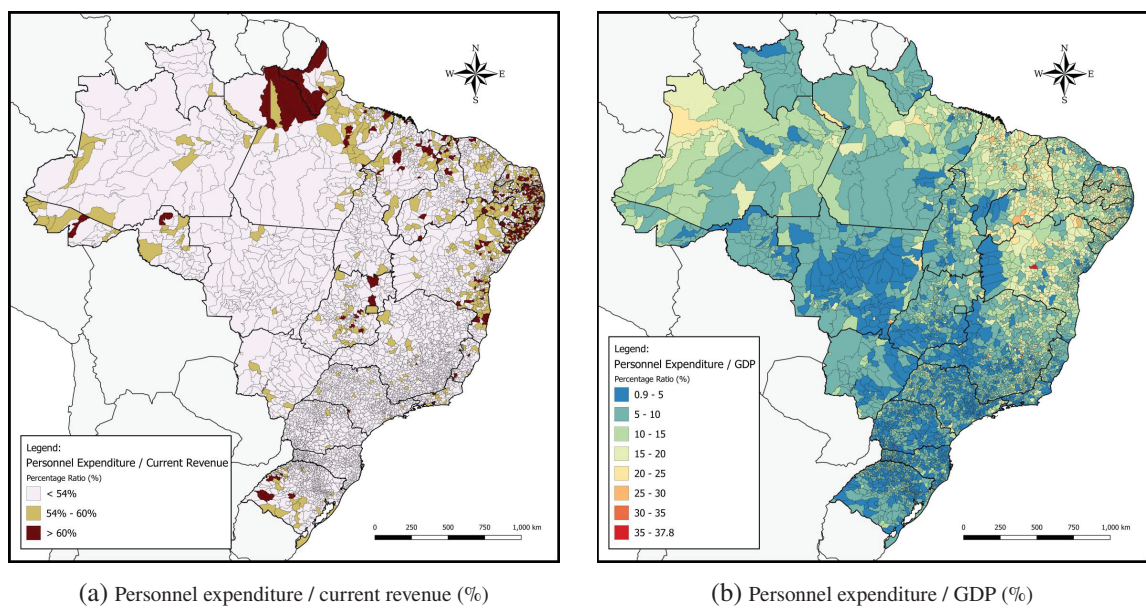 N
W E
S
Legend:
Personnel Expenditure / Current Revenue
Percentage Ratio (%)
< 54%
54% - 60%
> 60%
0 250 500 750 1,000 km
(a) Personnel expenditure / current revenue (%)
N
W E
S
Legend:
Personnel Expenditure / GDP
Percentage Ratio (%)
0.9 - 5
5 - 10
10 - 15
15 - 20
20 - 25
25 - 30
30 - 35
35 - 37.8
0 250 500 750 1,000 km
(b) Personnel expenditure / GDP (%)